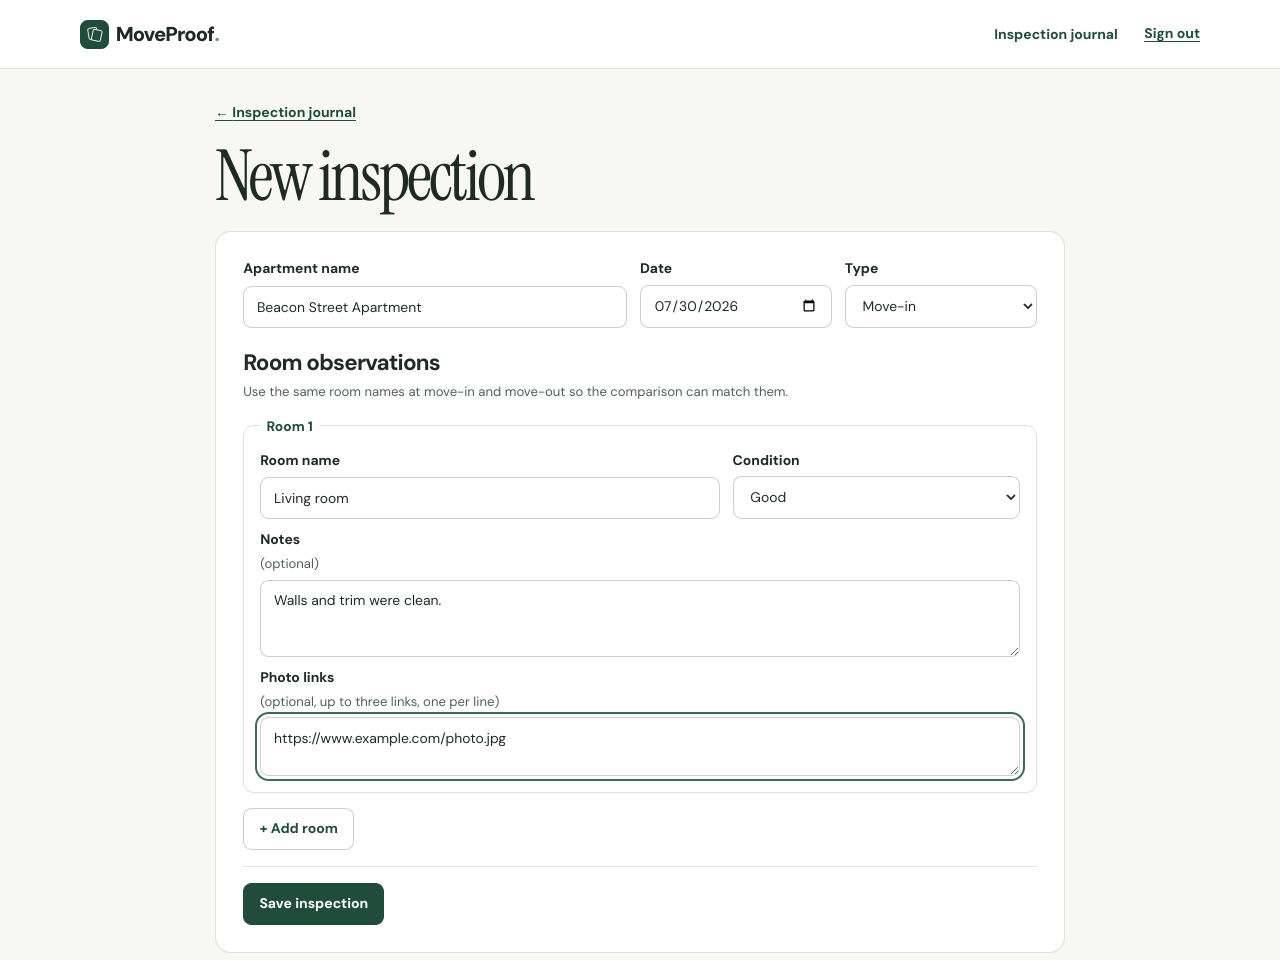 MoveProof.
Inspection journal
Sign out
← Inspection journal
New inspection
Apartment name
Date
Type
Beacon Street Apartment
07/30/2026
Move-in
Room observations
Use the same room names at move-in and move-out so the comparison can match them.
Room 1
Room name
Condition
Living room
Good
Notes
(optional)
Walls and trim were clean.
Photo links
(optional, up to three links, one per line)
https://www.example.com/photo.jpg
+ Add room
Save inspection